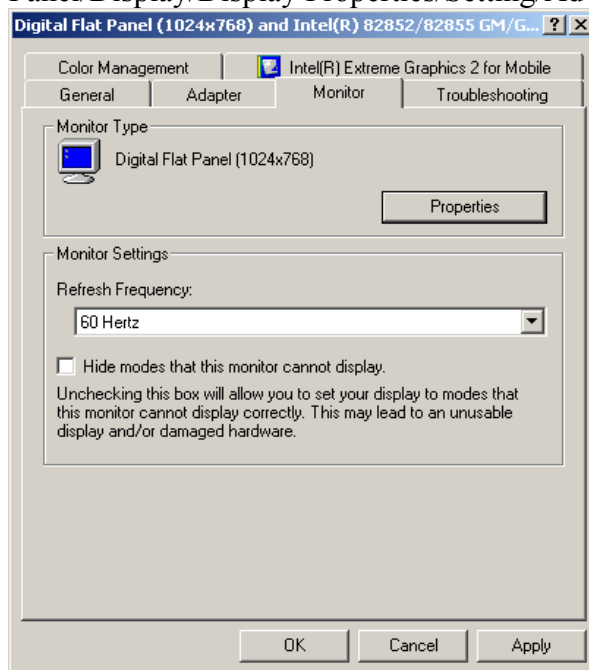 Panel/Display/Display Properties/Setting/Ad
Digital Flat Panel (1024x768) and Intel(R) 82852/82855 GM/G...
Color Management
Intel(R) Extreme Graphics 2 for Mobile
General
Adapter
Monitor
Troubleshooting
Monitor Type
Digital Flat Panel (1024x768)
Properties
Monitor Settings
Refresh Frequency:
60 Hertz
Hide modes that this monitor cannot display.
Unchecking this box will allow you to set your display to modes that
this monitor cannot display correctly. This may lead to an unusable
display and/or damaged hardware.
OK
Cancel
Apply